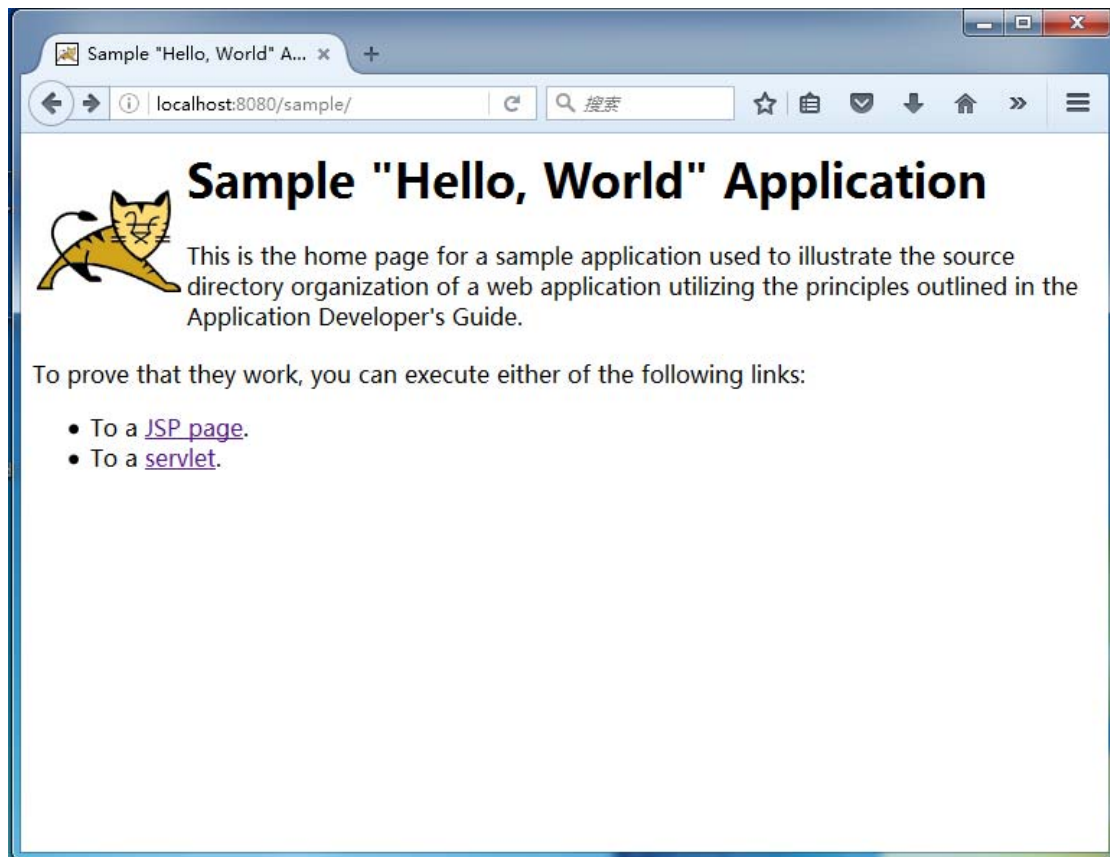 Sample "Hello, World" A...
localhost:8080/sample/
搜索
Sample "Hello, World" Application
This is the home page for a sample application used to illustrate the source
directory organization of a web application utilizing the principles outlined in the
Application Developer's Guide.
To prove that they work, you can execute either of the following links:
• To a JSP page.
• To a servlet.